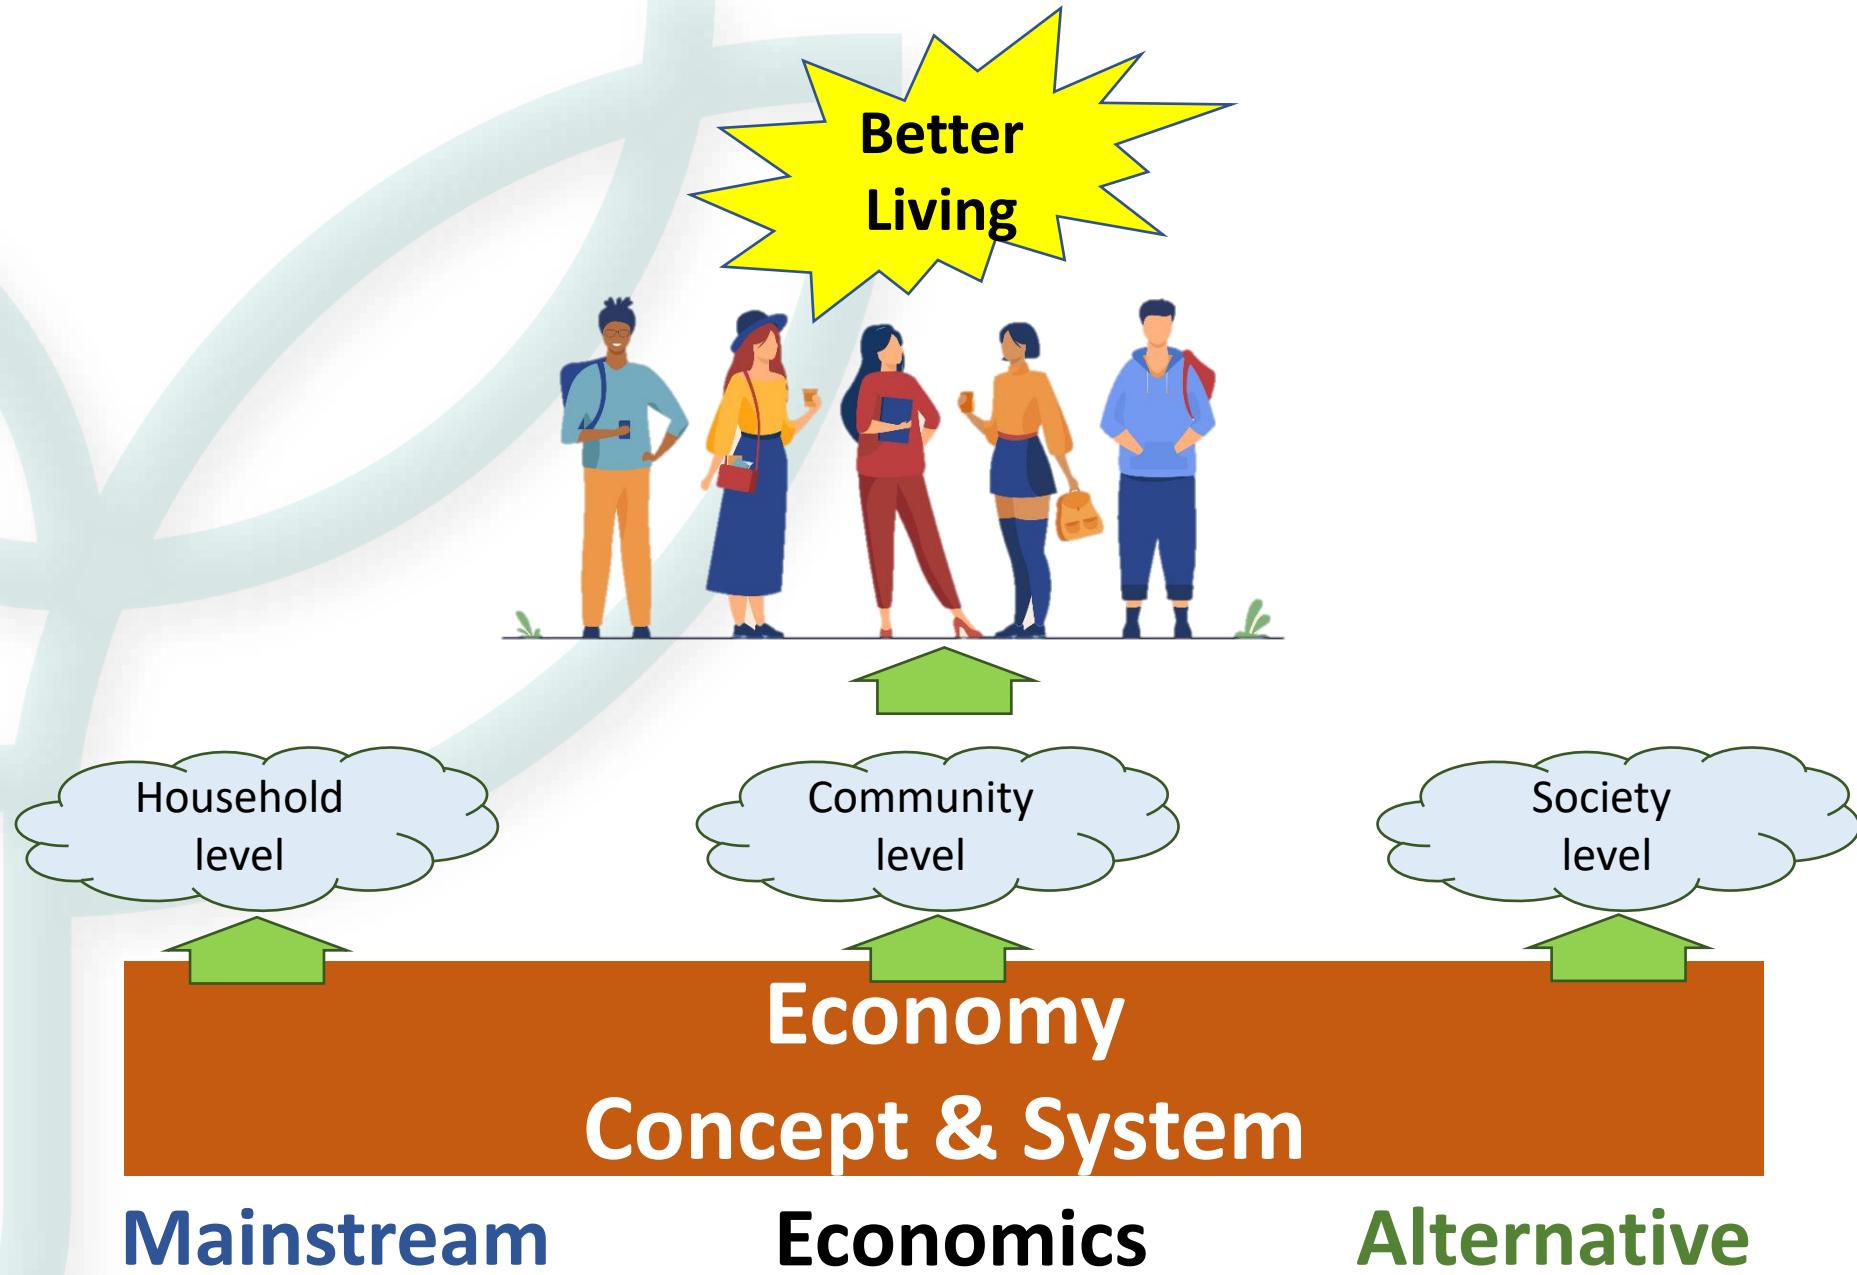 Better
Living
Household
level
Community
level
Society
level
Economy
Concept & System
Mainstream
Economics
Alternative